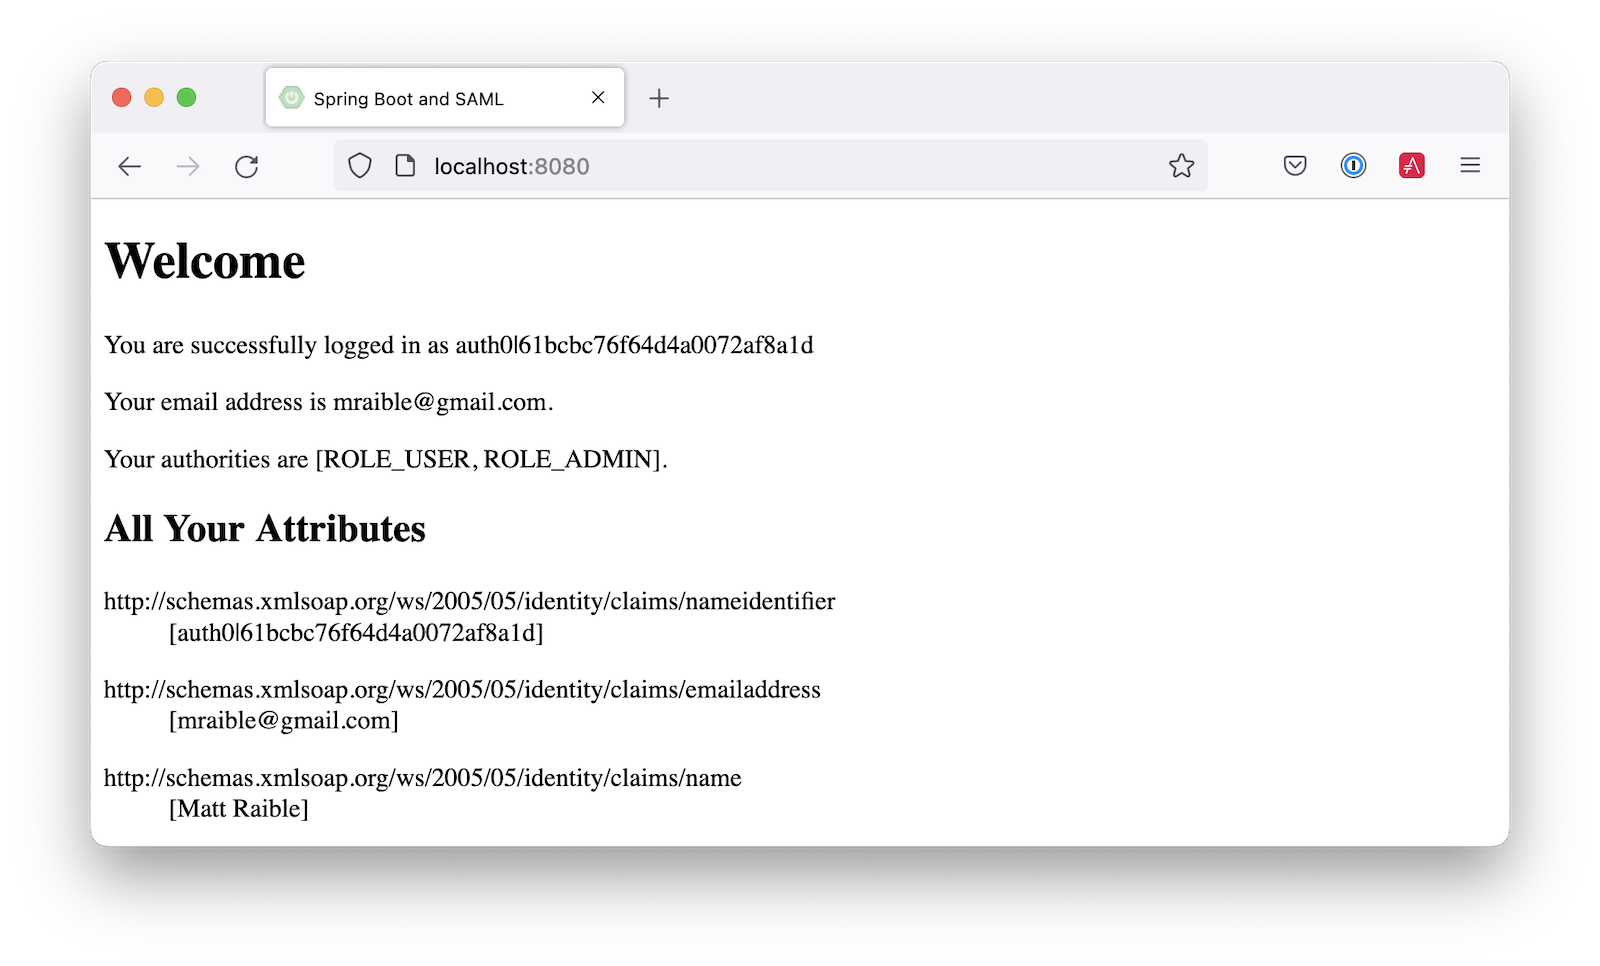 Spring Boot and SAML
localhost:8080
Welcome
You are successfully logged in as auth0|61bcbc76f64d4a0072af8a1d
Your email address is mraible@gmail.com.
Your authorities are [ROLE_USER, ROLE_ADMIN].
All Your Attributes
http://schemas.xmlsoap.org/ws/2005/05/identity/claims/nameidentifier
[auth0|61bcbc76f64d4a0072af8a1d]
http://schemas.xmlsoap.org/ws/2005/05/identity/claims/emailaddress
[mraible@gmail.com]
http://schemas.xmlsoap.org/ws/2005/05/identity/claims/name
[Matt Raible]